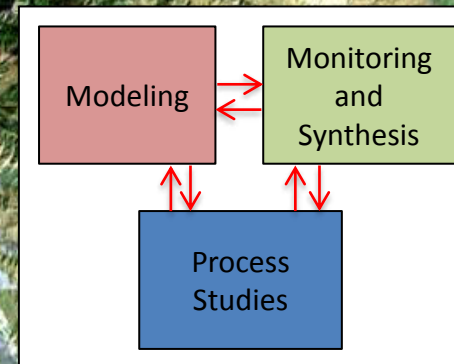 Modeling
Monitoring
and
Synthesis
Process
Studies